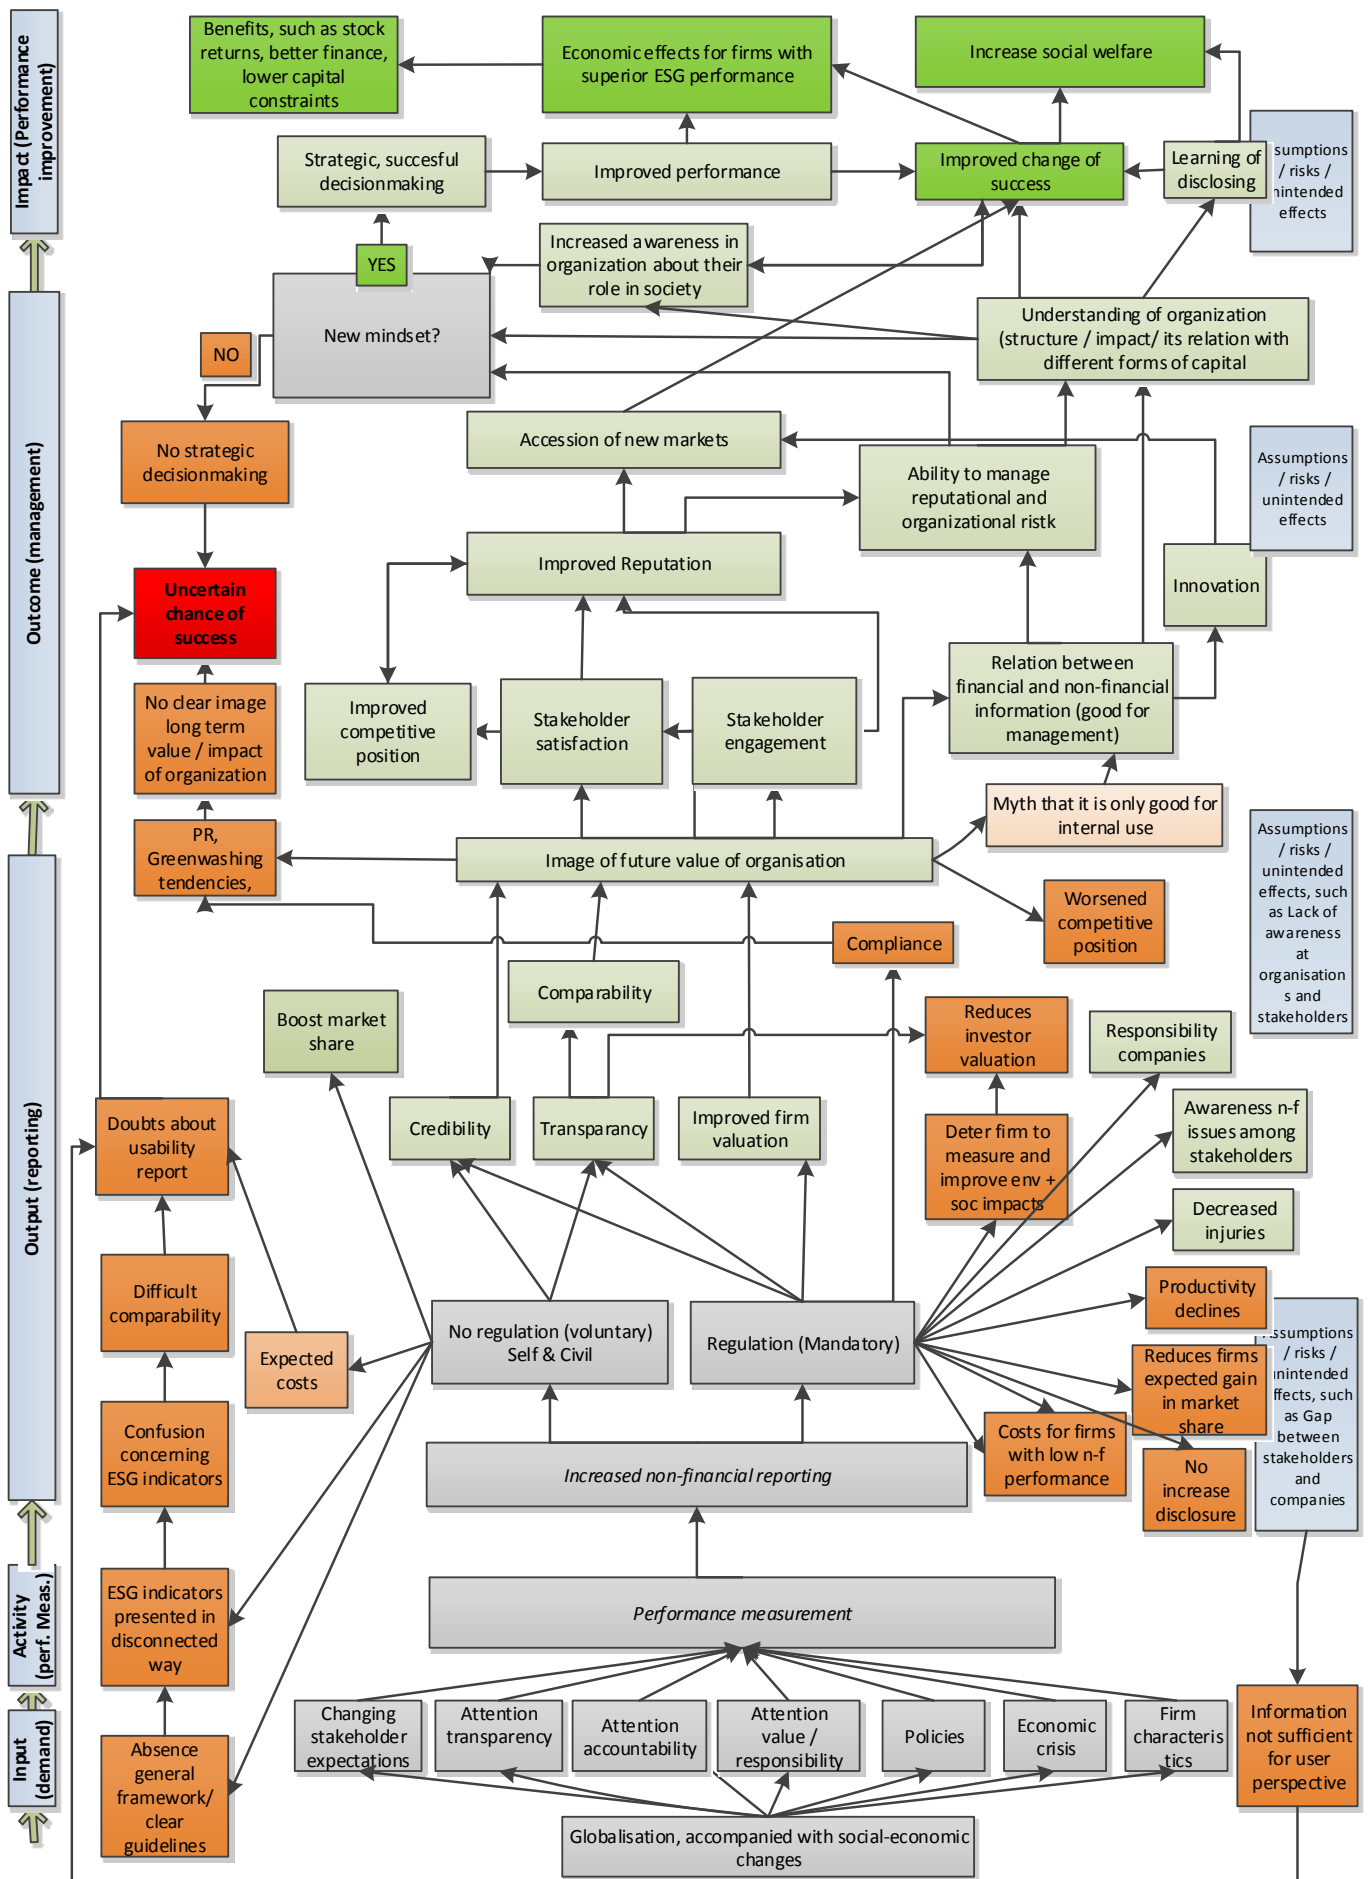 Impact (Performance
improvement)
Benefits, such as stock
returns, better finance,
lower capital
constraints
Economic effects for firms with
superior ESG performance
Increase social welfare
Strategic, succesful
decisionmaking
Improved performance
Improved change of
success
Learning of
disclosing
sumptions
/ risks /
nintended
effects
YES
Increased awareness in
organization about their
role in society
New mindset?
NO
Understanding of organization
(structure / impact/ its relation with
different forms of capital
Outcome (management)
No strategic
decisionmaking
Accession of new markets
Ability to manage
reputational and
organizational ristk
Assumptions
/ risks /
unintended
effects
Improved Reputation
Innovation
Uncertain
chance of
success
No clear image
long term
value / impact
of organization
Improved
competitive
position
Stakeholder
satisfaction
Stakeholder
engagement
Relation between
financial and non-financial
information (good for
management)
Myth that it is only good for
internal use
PR,
Greenwashing
tendencies,
Image of future value of organisation
Assumptions
/ risks /
unintended
effects, such
as Lack of
awareness
at
organisation
s and
stakeholders
Worsened
competitive
position
Compliance
Output (reporting)
Comparability
Boost market
share
Reduces
investor
valuation
Responsibility
companies
Doubts about
usability
report
Credibility
Transparancy
Improved firm
valuation
Deter firm to
measure and
improve env +
soc impacts
Awareness n-f
issues among
stakeholders
Decreased
injuries
Difficult
comparability
Expected
costs
No regulation (voluntary)
Self & Civil
Regulation (Mandatory)
Productivity
declines
Reduces firms
expected gain
in market
share
Assumptions
/ risks /
nintended
ffects, such
as Gap
between
stakeholders
and
companies
Confusion
concerning
ESG indicators
Costs for firms
with low n-f
performance
No
increase
disclosure
Increased non-financial reporting
Activity
(perf. Meas.)
ESG indicators
presented in
disconnected
way
Performance measurement
Input
(demand)
Absence
general
framework/
clear
guidelines
Changing
stakeholder
expectations
Attention
transparency
Attention
accountability
Attention
value /
responsibility
Policies
Economic
crisis
Firm
characteris
tics
Information
not sufficient
for user
perspective
Globalisation, accompanied with social-economic
changes